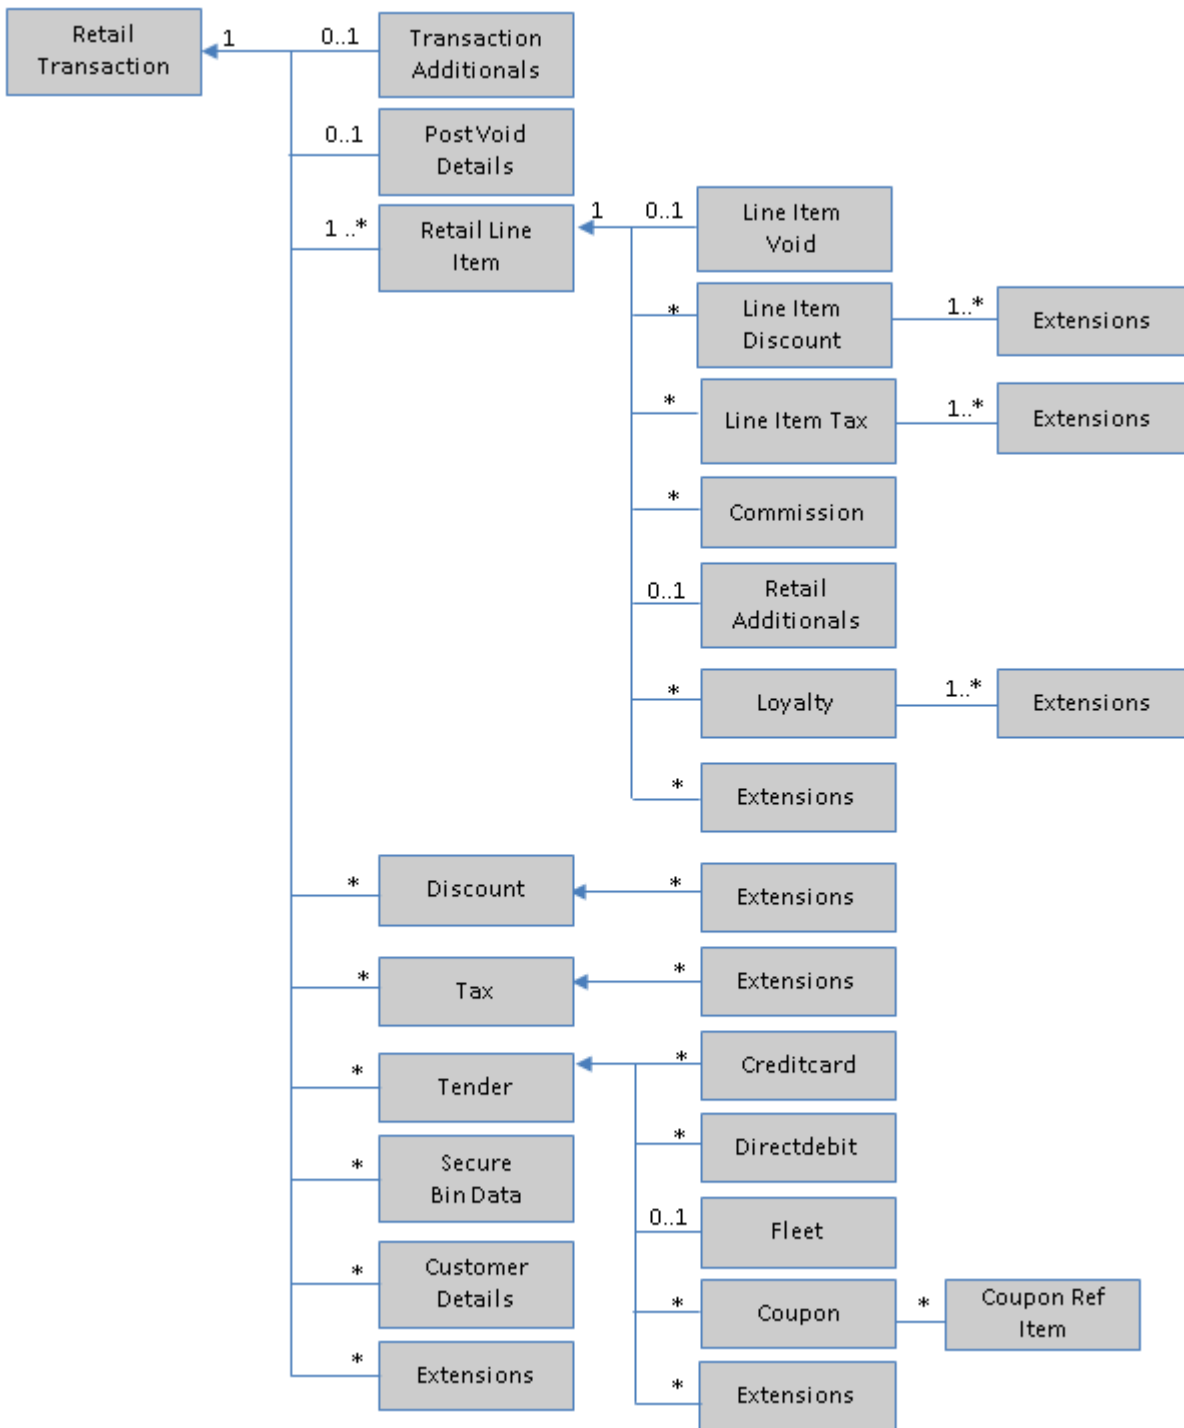 Retail
Transaction
1
0..1
Transaction
Additionals
0..1
PostVoid
Details
1 ..*
Retail Line
Item
1
0..1
Line Item
Void
*
Line Item
Discount
1..*
Extensions
*
Line Item Tax
1..*
Extensions
*
Commission
0..1
Retail
Additionals
*
Loyalty
1..*
Extensions
*
Extensions
*
Discount
*
Extensions
*
Tax
*
Extensions
*
Tender
*
Creditcard
*
Directdebit
*
Secure
Bin Data
0..1
Fleet
*
Customer
Details
*
Coupon
*
Coupon Ref
Item
*
Extensions
*
Extensions